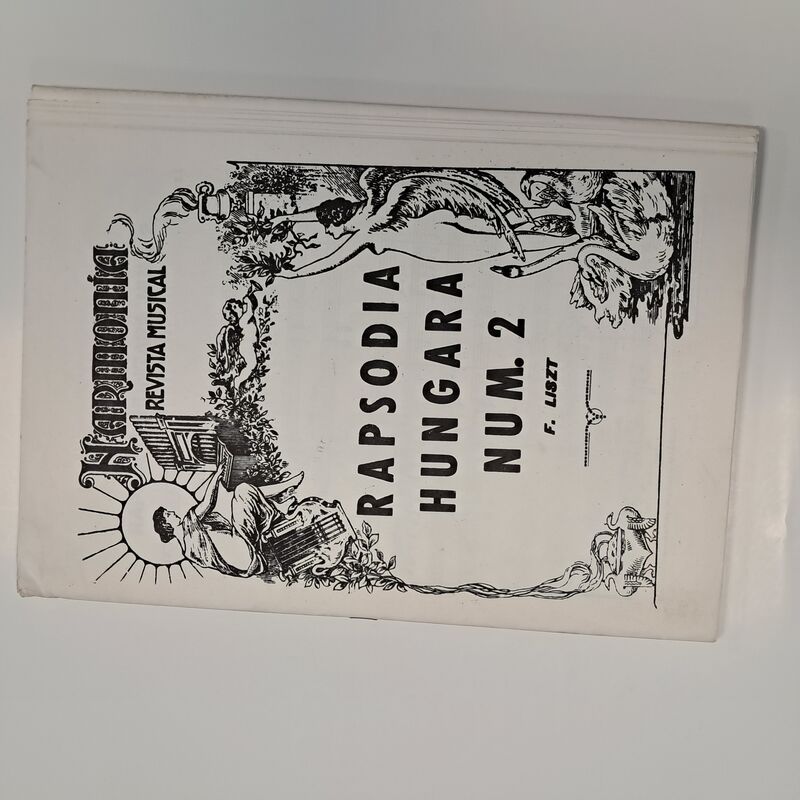 Harmonía
REVISTA MUSICAL
RAPSODIA
HUNGARA
NUM. 2
F. LISZT